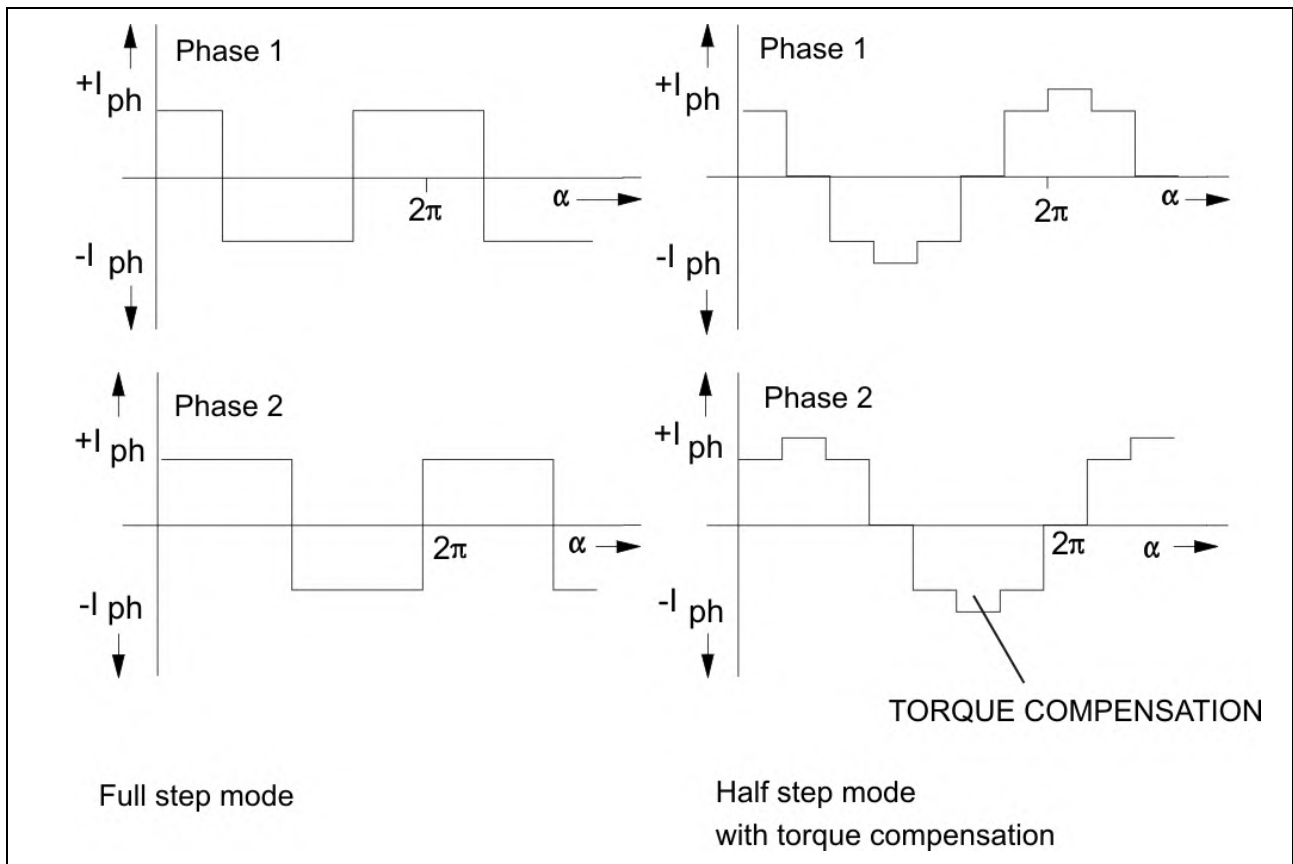 Phase 1
+I ph
2π
α
-I ph
Phase 1
+I ph
2π
α
-I ph
Phase 2
+I ph
2π
α
-I ph
Phase 2
+I ph
2π
α
-I ph
TORQUE COMPENSATION
Full step mode
Half step mode
with torque compensation